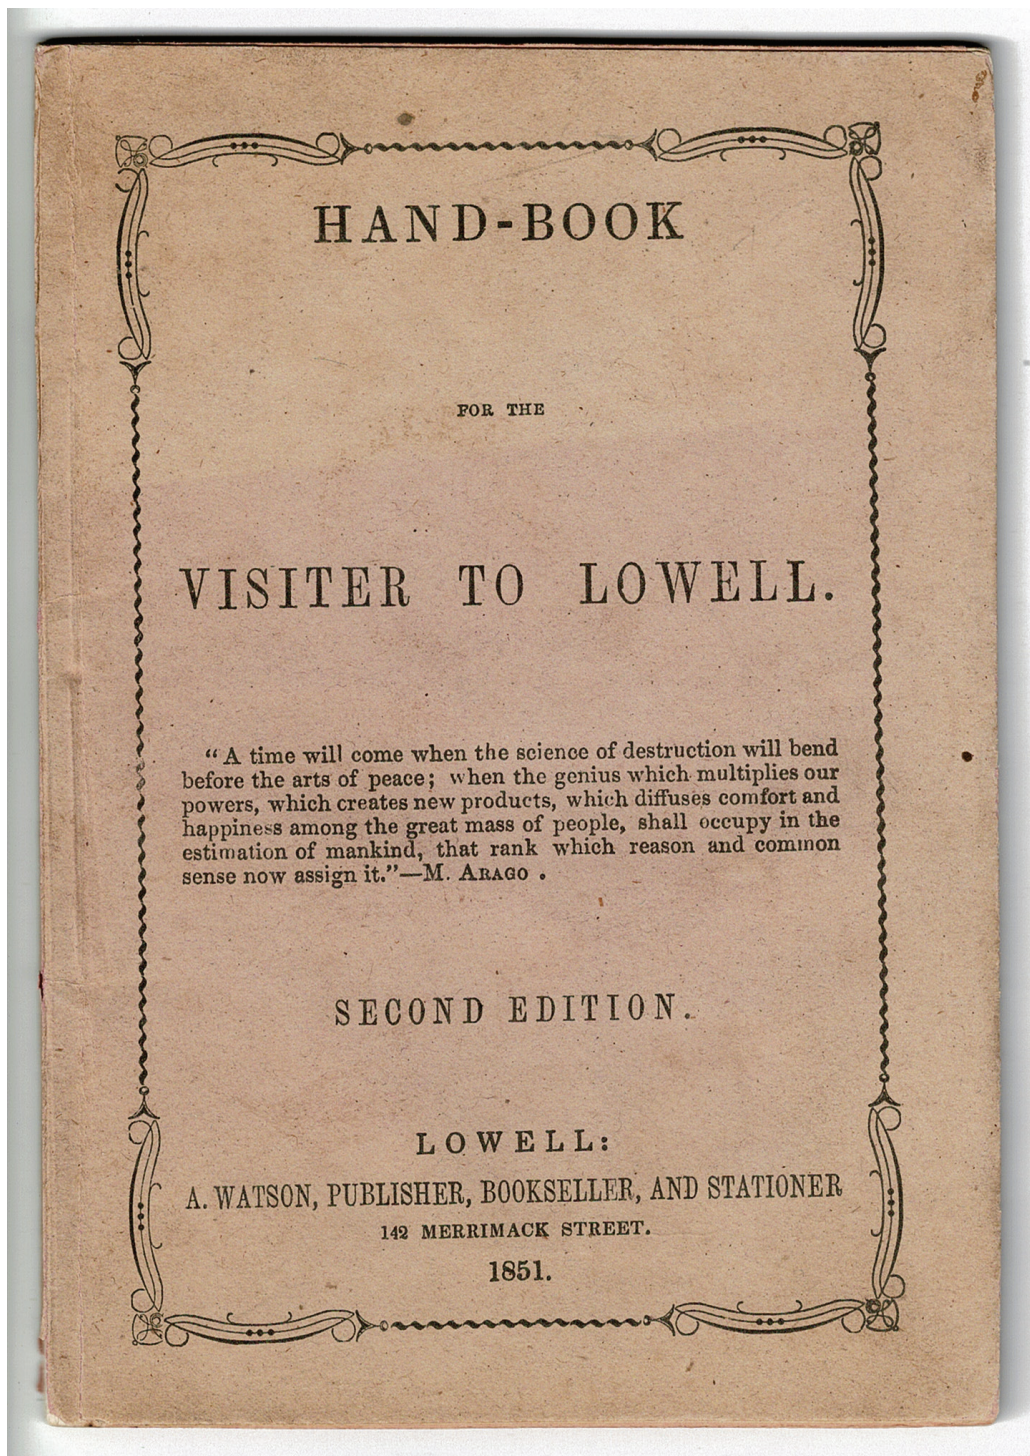 HAND-BOOK
FOR THE
VISITER TO LOWELL.
“A time will come when the science of destruction will bend
before the arts of peace; when the genius which multiplies our
powers, which creates new products, which diffuses comfort and
happiness among the great mass of people, shall occupy in the
estimation of mankind, that rank which reason and common
sense now assign it.”—M. ARAGO .
SECOND EDITION.
LOWELL:
A. WATSON, PUBLISHER, BOOKSELLER, AND STATIONER
142 MERRIMACK STREET.
1851.